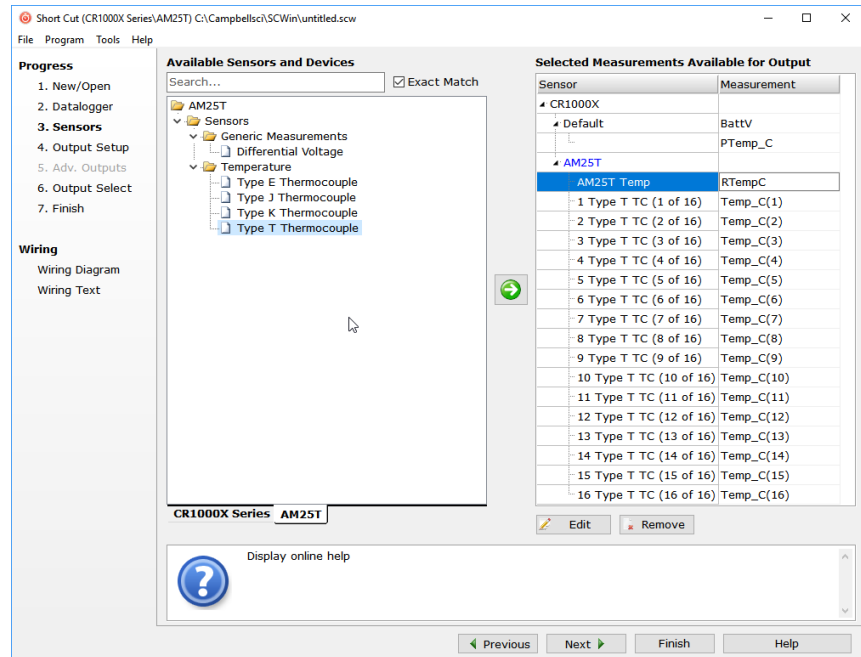 Short Cut (CR1000X Series\AM25T) C:\Campbellsci\SCWin\untitled.scw
File Program Tools Help
Progress
1. New/Open
2. Datalogger
3. Sensors
4. Output Setup
5. Adv. Outputs
6. Output Select
7. Finish
Wiring
Wiring Diagram
Wiring Text
Available Sensors and Devices
Search...
Exact Match
AM25T
Sensors
Generic Measurements
Differential Voltage
Temperature
Type E Thermocouple
Type J Thermocouple
Type K Thermocouple
Type T Thermocouple
CR1000X Series AM25T
Selected Measurements Available for Output
Sensor Measurement
CR1000X
Default BattV
PTemp_C
AM25T
AM25T Temp RTempC
1 Type T TC (1 of 16) Temp_C(1)
2 Type T TC (2 of 16) Temp_C(2)
3 Type T TC (3 of 16) Temp_C(3)
4 Type T TC (4 of 16) Temp_C(4)
5 Type T TC (5 of 16) Temp_C(5)
6 Type T TC (6 of 16) Temp_C(6)
7 Type T TC (7 of 16) Temp_C(7)
8 Type T TC (8 of 16) Temp_C(8)
9 Type T TC (9 of 16) Temp_C(9)
10 Type T TC (10 of 16) Temp_C(10)
11 Type T TC (11 of 16) Temp_C(11)
12 Type T TC (12 of 16) Temp_C(12)
13 Type T TC (13 of 16) Temp_C(13)
14 Type T TC (14 of 16) Temp_C(14)
15 Type T TC (15 of 16) Temp_C(15)
16 Type T TC (16 of 16) Temp_C(16)
Edit Remove
Display online help
Previous Next Finish Help